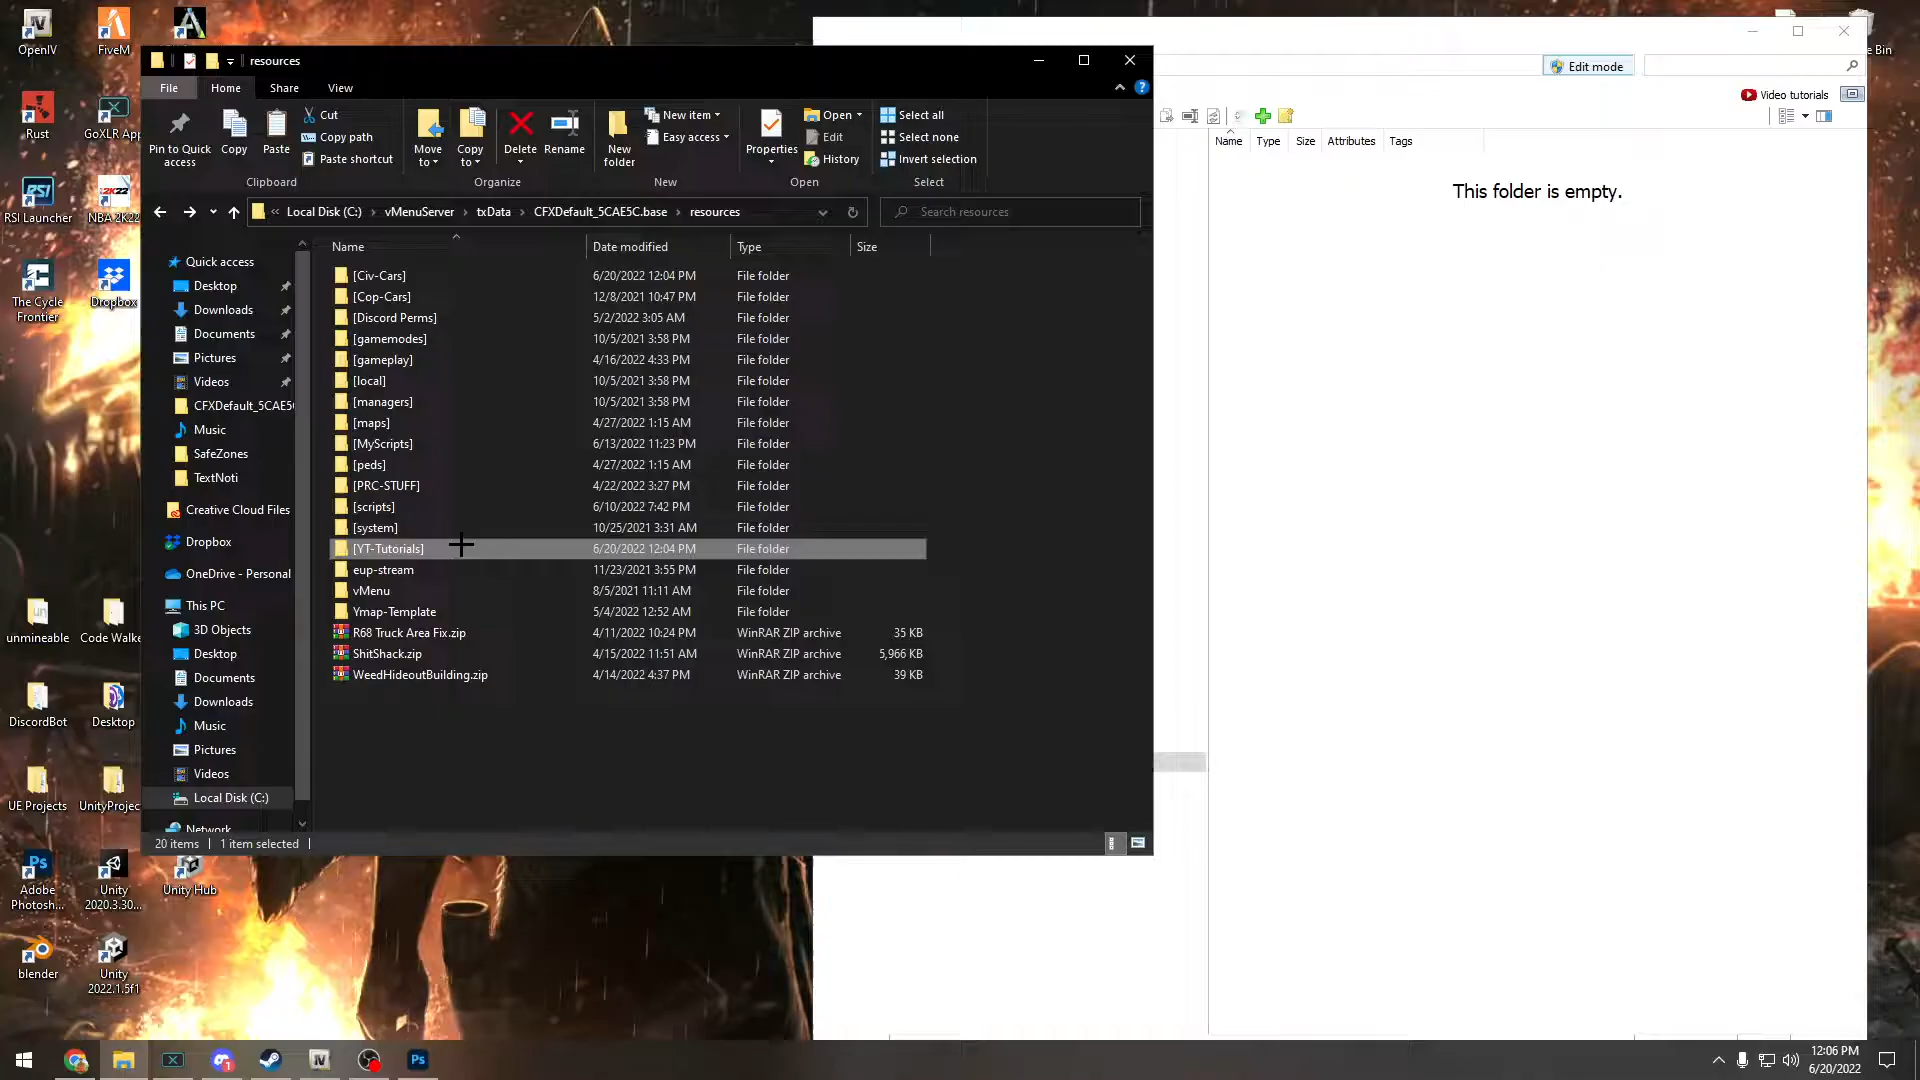 OpenIV
FiveM
Rust
GoXLR App
RSI Launcher
NBA 2K22
The Cycle
Frontier
Dropbox
unmineable
Code Walke
DiscordBot
Desktop
UE Projects
UnityProjec
Adobe
Photosh...
Unity
2020.3.30...
Unity Hub
blender
Unity
2022.1.5f1
resources
File
Home
Share
View
Pin to Quick
access
Copy
Paste
Cut
Copy path
Paste shortcut
Clipboard
Move
to
Copy
to
Delete
Rename
Organize
New
folder
New item
Easy access
New
Properties
Open
Edit
History
Open
Select all
Select none
Invert selection
Select
« Local Disk (C:) > vMenuServer > txData > CFXDefault_5CAE5C.base > resources
Search resources
Quick access
Desktop
Downloads
Documents
Pictures
Videos
CFXDefault_5CAE5(
Music
SafeZones
TextNoti
Creative Cloud Files
Dropbox
OneDrive - Personal
This PC
3D Objects
Desktop
Documents
Downloads
Music
Pictures
Videos
Local Disk (C:)
Network
Name Date modified Type Size
[Civ-Cars] 6/20/2022 12:04 PM File folder
[Cop-Cars] 12/8/2021 10:47 PM File folder
[Discord Perms] 5/2/2022 3:05 AM File folder
[gamemodes] 10/5/2021 3:58 PM File folder
[gameplay] 4/16/2022 4:33 PM File folder
[local] 10/5/2021 3:58 PM File folder
[managers] 10/5/2021 3:58 PM File folder
[maps] 4/27/2022 1:15 AM File folder
[MyScripts] 6/13/2022 11:23 PM File folder
[peds] 4/27/2022 1:15 AM File folder
[PRC-STUFF] 4/22/2022 3:27 PM File folder
[scripts] 6/10/2022 7:42 PM File folder
[system] 10/25/2021 3:31 AM File folder
[YT-Tutorials] 6/20/2022 12:04 PM File folder
eup-stream 11/23/2021 3:55 PM File folder
vMenu 8/5/2021 11:11 AM File folder
Ymap-Template 5/4/2022 12:52 AM File folder
R68 Truck Area Fix.zip 4/11/2022 10:24 PM WinRAR ZIP archive 35 KB
ShitShack.zip 4/15/2022 11:51 AM WinRAR ZIP archive 5,966 KB
WeedHideoutBuilding.zip 4/14/2022 4:37 PM WinRAR ZIP archive 39 KB
20 items
1 item selected
Edit mode
Video tutorials
Name Type Size Attributes Tags
This folder is empty.
e Bin
12:06 PM
6/20/2022